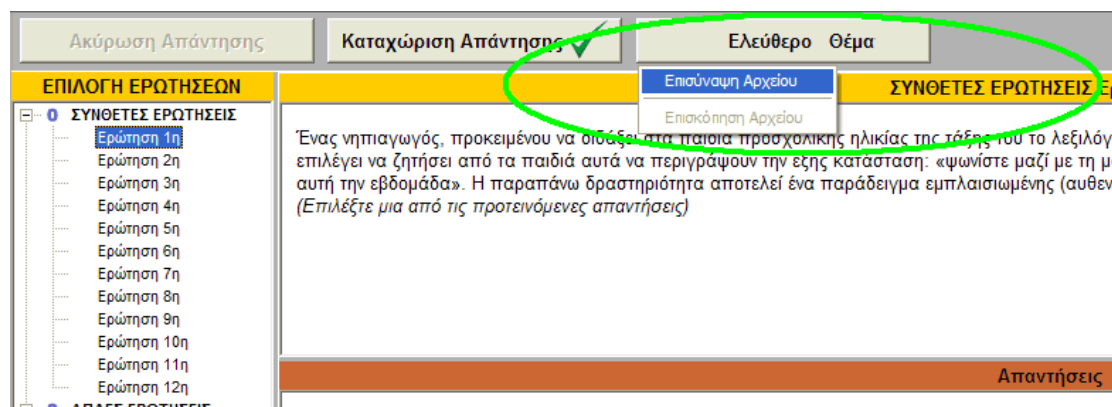 Ακύρωση Απάντησης
Καταχώριση Απάντησης
Ελεύθερο Θέμα
Επισύναψη Αρχείου
Επισκόπηση Αρχείου
ΕΠΙΛΟΓΗ ΕΡΩΤΗΣΕΩΝ
ΣΥΝΘΕΤΕΣ ΕΡΩΤΗΣΕΙΣ
0 ΣΥΝΘΕΤΕΣ ΕΡΩΤΗΣΕΙΣ
Ερώτηση 1η
Ερώτηση 2η
Ερώτηση 3η
Ερώτηση 4η
Ερώτηση 5η
Ερώτηση 6η
Ερώτηση 7η
Ερώτηση 8η
Ερώτηση 9η
Ερώτηση 10η
Ερώτηση 11η
Ερώτηση 12η
Ένας νηπιαγωγός, προκειμένου να διδάξει στα παιδιά προσχολικής ηλικίας της τάξης του το λεξιλόγ
επιλέγει να ζητήσει από τα παιδιά αυτά να περιγράψουν την εξής κατάσταση: «ψωνίστε μαζί με τη μ
αυτή την εβδομάδα». Η παραπάνω δραστηριότητα αποτελεί ένα παράδειγμα εμπλαισιωμένης (αυθεν
(Επιλέξτε μια από τις προτεινόμενες απαντήσεις)
Απαντήσεις